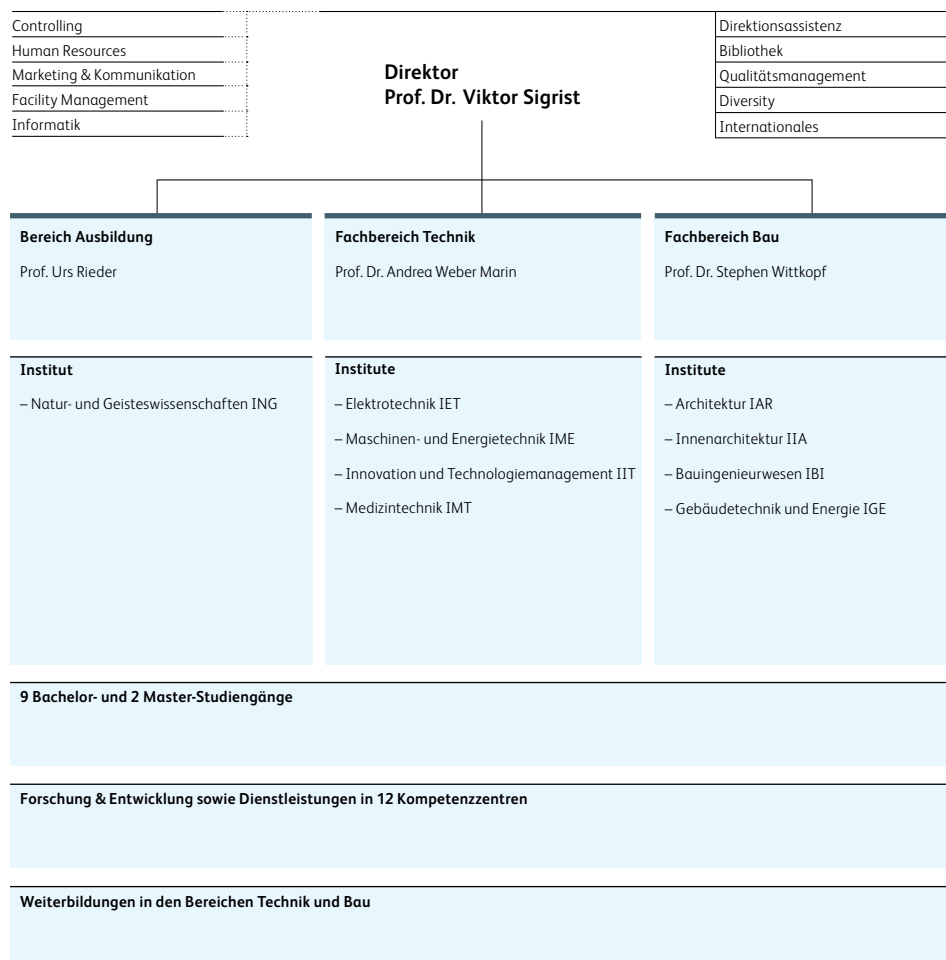 Controlling
Human Resources
Marketing & Kommunikation
Facility Management
Informatik
Direktor
Prof. Dr. Viktor Sigrist
Direktionsassistenz
Bibliothek
Qualitätsmanagement
Diversity
Internationales
Bereich Ausbildung
Prof. Urs Rieder
Fachbereich Technik
Prof. Dr. Andrea Weber Marin
Fachbereich Bau
Prof. Dr. Stephen Wittkopf
Institut
– Natur- und Geisteswissenschaften ING
Institute
– Elektrotechnik IET
– Maschinen- und Energietechnik IME
– Innovation und Technologiemanagement IIT
– Medizintechnik IMT
Institute
– Architektur IAR
– Innenarchitektur IIA
– Bauingenieurwesen IBI
– Gebäudetechnik und Energie IGE
9 Bachelor- und 2 Master-Studiengänge
Forschung & Entwicklung sowie Dienstleistungen in 12 Kompetenzzentren
Weiterbildungen in den Bereichen Technik und Bau